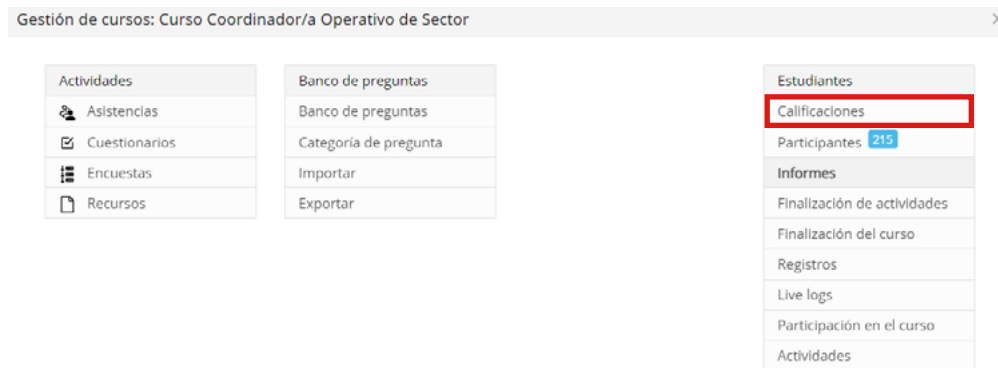 Gestión de cursos: Curso Coordinador/a Operativo de Sector
Actividades
Asistencias
Cuestionarios
Encuestas
Recursos
Banco de preguntas
Banco de preguntas
Categoría de pregunta
Importar
Exportar
Estudiantes
Calificaciones
Participantes 215
Informes
Finalización de actividades
Finalización del curso
Registros
Live logs
Participación en el curso
Actividades